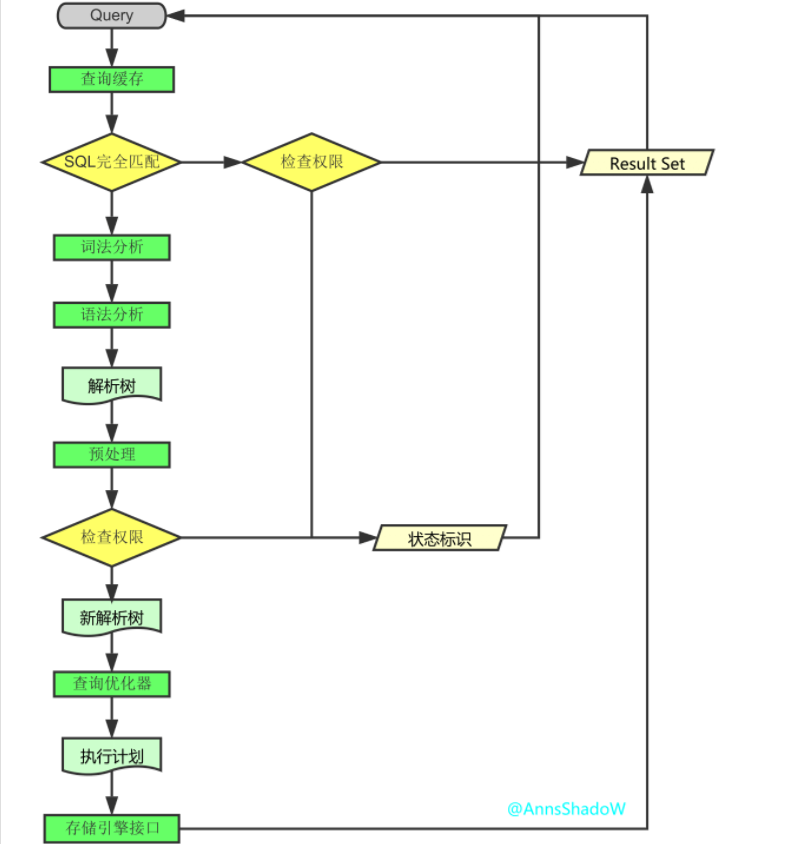 Query
查询缓存
SQL完全匹配
检查权限
Result Set
词法分析
语法分析
解析树
预处理
检查权限
状态标识
新解析树
查询优化器
执行计划
@AnnsShadoW
存储引擎接口